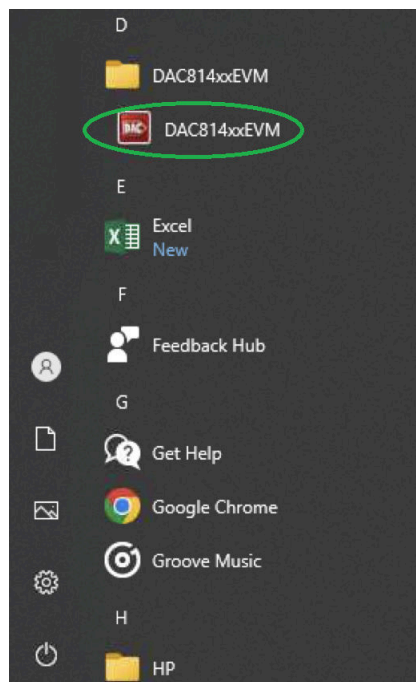 D
DAC814xxEVM
DAC DAC814xxEVM
E
Excel
New
F
Feedback Hub
G
Get Help
Google Chrome
Groove Music
H
HP